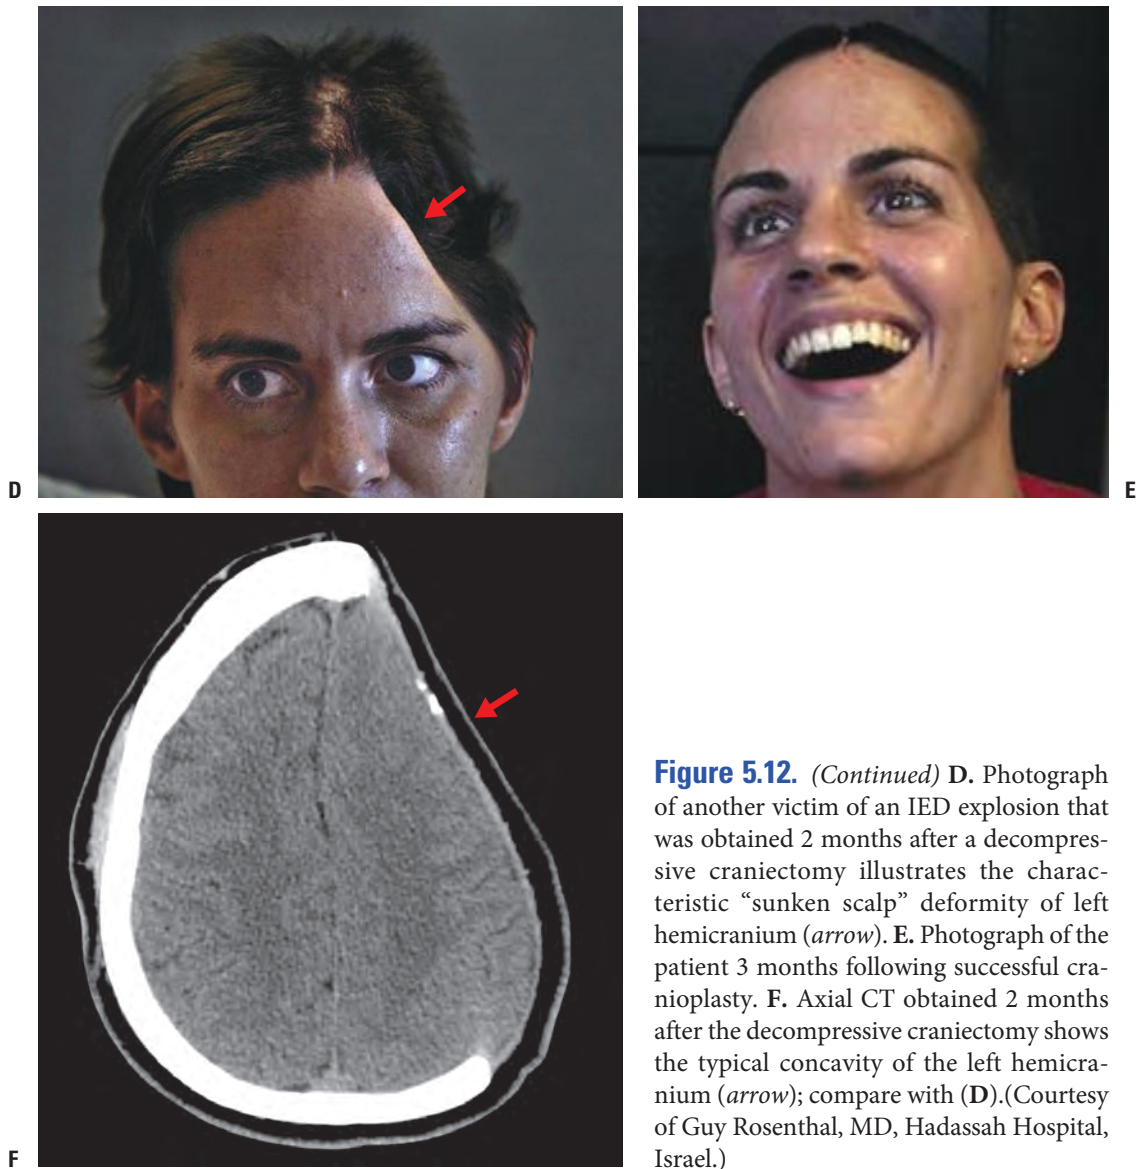 D
E
F
Figure 5.12. (Continued) D. Photograph
of another victim of an IED explosion that
was obtained 2 months after a decompres-
sive craniectomy illustrates the charac-
teristic “sunken scalp” deformity of left
hemicranium (arrow). E. Photograph of the
patient 3 months following successful cra-
nioplasty. F. Axial CT obtained 2 months
after the decompressive craniectomy shows
the typical concavity of the left hemicra-
nium (arrow); compare with (D).(Courtesy
of Guy Rosenthal, MD, Hadassah Hospital,
Israel.)